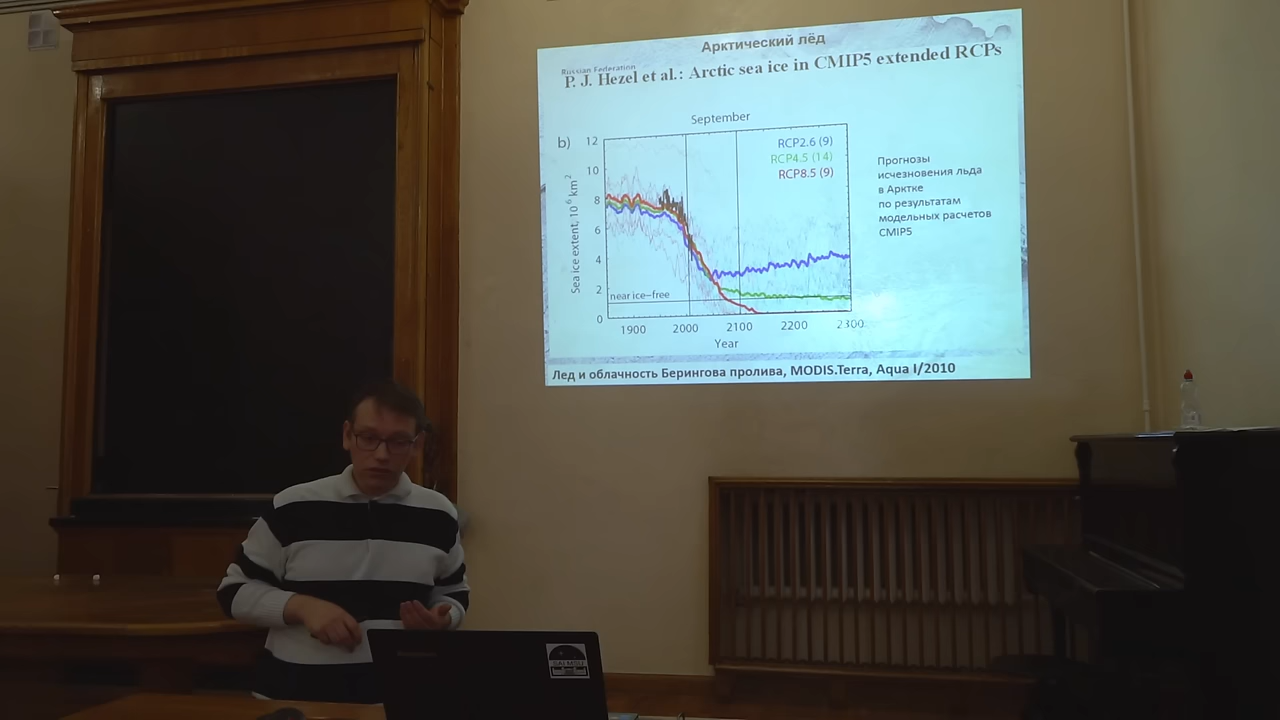 Арктический лёд
Russian Federation
P. J. Hezel et al.: Arctic sea ice in CMIP5 extended RCPs
September
b)
12
10
8
6
4
2
0
Sea ice extent, 10⁶ km²
RCP2.6 (9)
RCP4.5 (14)
RCP8.5 (9)
near ice–free
1900
2000
2100
2200
2300
Year
Прогнозы
исчезновения льда
в Арктке
по результатам
модельных расчетов
CMIP5
Лед и облачность Берингова пролива, MODIS.Terra, Aqua I/2010